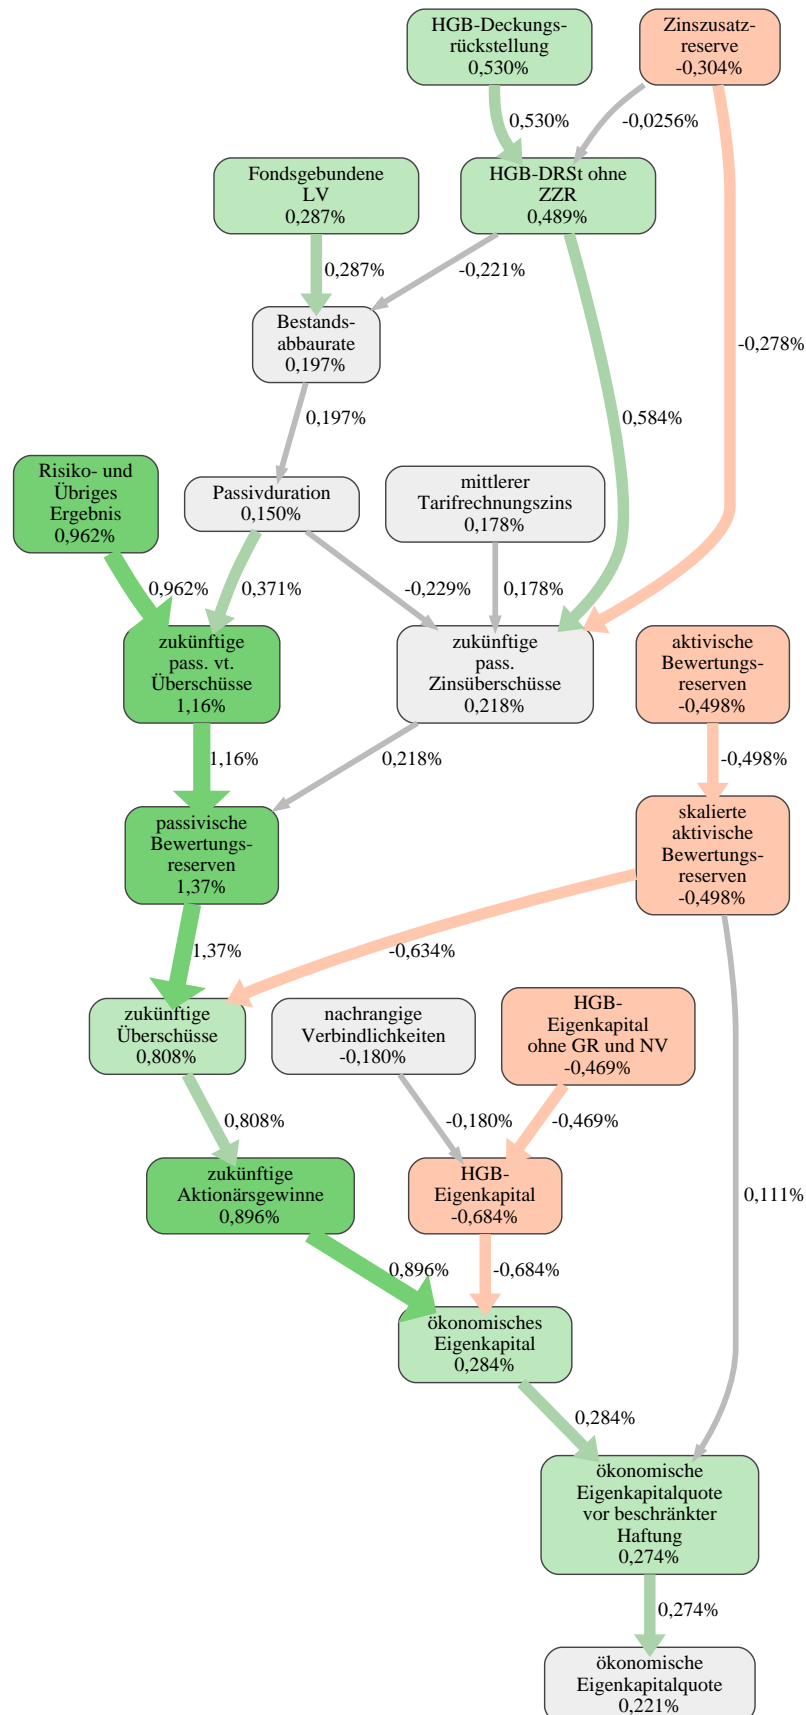 HGB-Deckungs-
rückstellung
0,530%
Zinszusatz-
reserve
-0,304%
0,530%
-0,0256%
Fondsgebundene
LV
0,287%
HGB-DRSt ohne
ZZR
0,489%
0,287%
-0,221%
Bestands-
abbaurate
0,197%
-0,278%
0,197%
0,584%
Risiko- und
Übriges
Ergebnis
0,962%
Passivduration
0,150%
mittlerer
Tarifrechnungszins
0,178%
0,962%
0,371%
-0,229%
0,178%
zukünftige
pass. vt.
Überschüsse
1,16%
zukünftige
pass.
Zinsüberschüsse
0,218%
aktivische
Bewertungs-
reserven
-0,498%
1,16%
0,218%
-0,498%
passivische
Bewertungs-
reserven
1,37%
skalierte
aktivische
Bewertungs-
reserven
-0,498%
1,37%
-0,634%
zukünftige
Überschüsse
0,808%
nachrangige
Verbindlichkeiten
-0,180%
HGB-
Eigenkapital
ohne GR und NV
-0,469%
0,808%
-0,180%
-0,469%
zukünftige
Aktionärsgewinne
0,896%
HGB-
Eigenkapital
-0,684%
0,111%
0,896%
-0,684%
ökonomisches
Eigenkapital
0,284%
0,284%
ökonomische
Eigenkapitalquote
vor beschränkter
Haftung
0,274%
0,274%
ökonomische
Eigenkapitalquote
0,221%